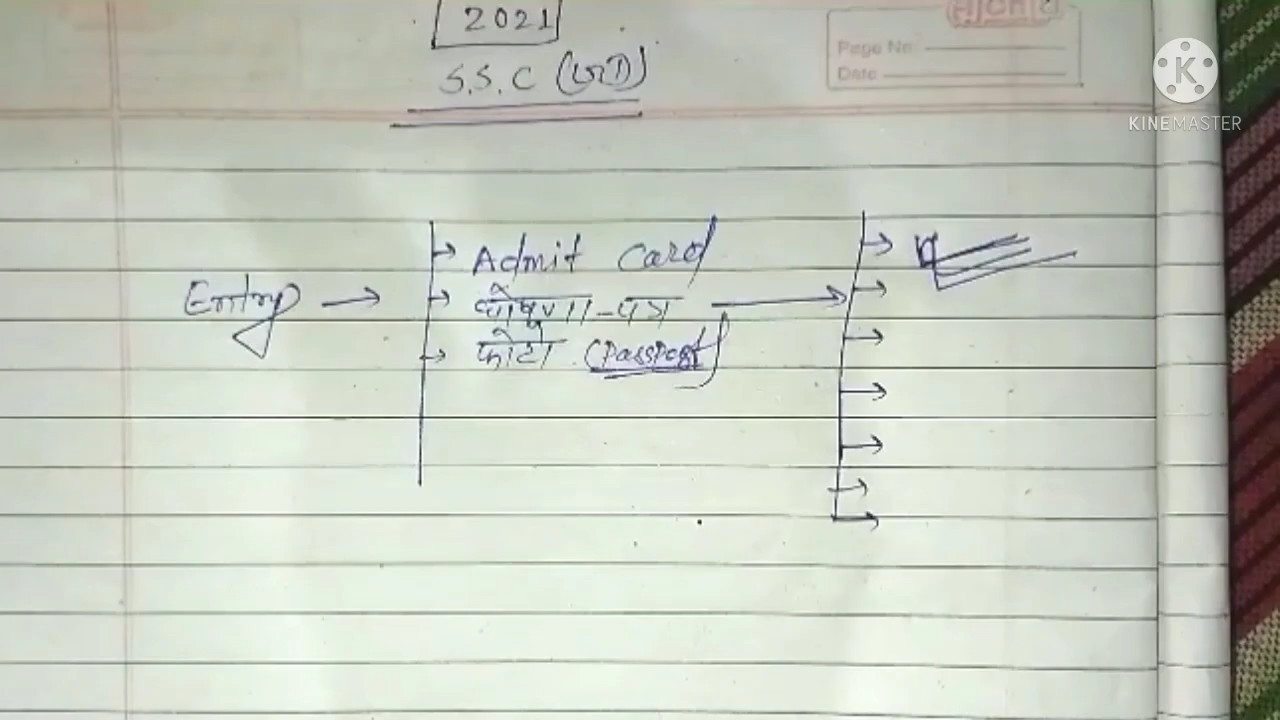 2021
S.S.C (GD)
Page No
Date
KINEMASTER
Admit Card
Entry → घोषणा-पत्र
फोटो (Passport)